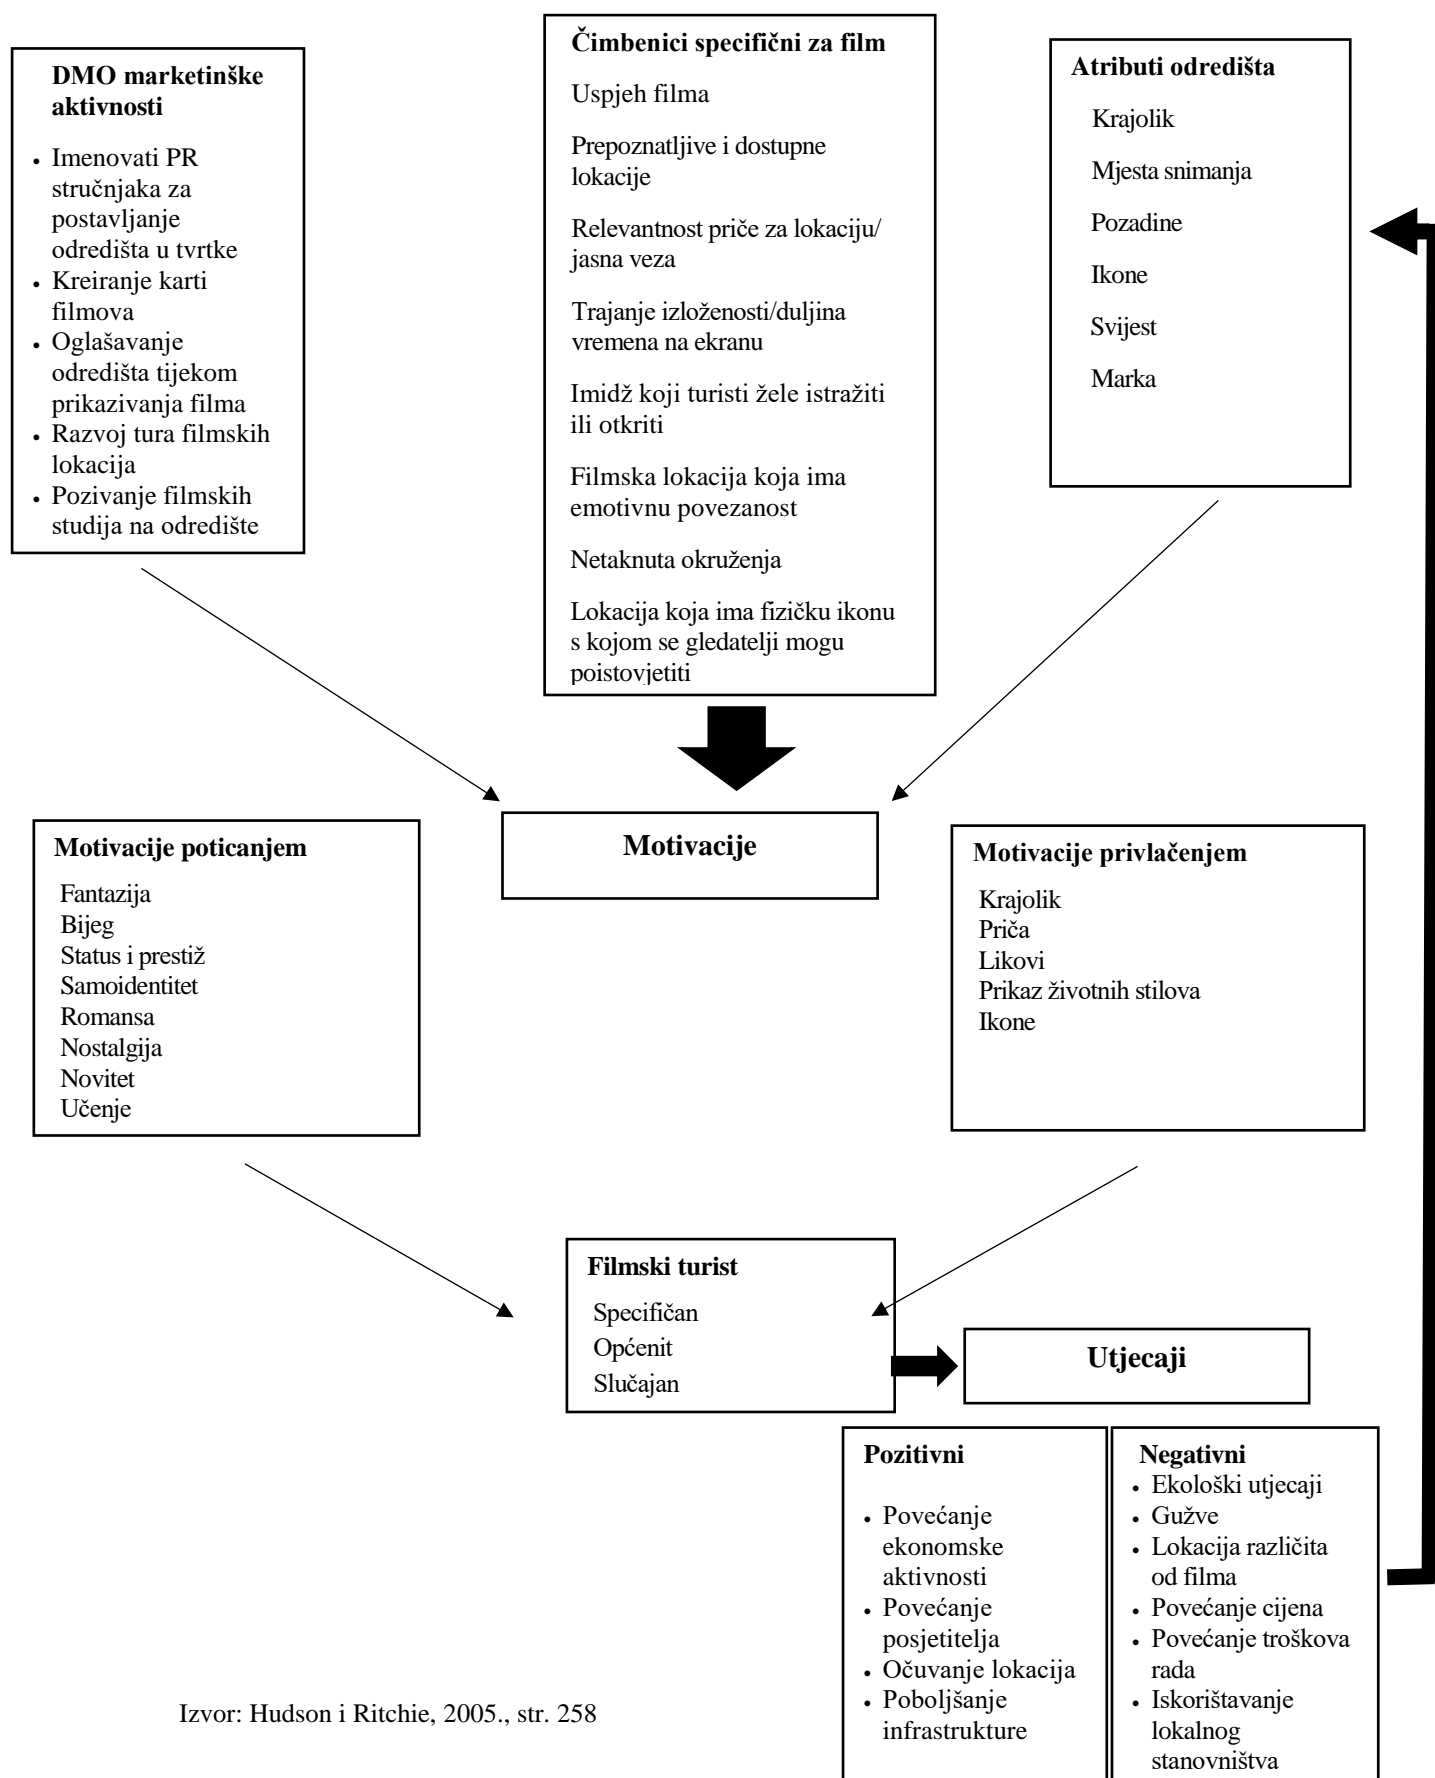 DMO marketinške
aktivnosti
• Imenovati PR
stručnjaka za
postavljanje
odredišta u tvrtke
• Kreiranje karti
filmova
• Oglašavanje
odredišta tijekom
prikazivanja filma
• Razvoj tura filmskih
lokacija
• Pozivanje filmskih
studija na odredište
Čimbenici specifični za film
Uspjeh filma
Prepoznatljive i dostupne
lokacije
Relevantnost priče za lokaciju/
jasna veza
Trajanje izloženosti/duljina
vremena na ekranu
Imidž koji turisti žele istražiti
ili otkriti
Filmska lokacija koja ima
emotivnu povezanost
Netaknuta okruženja
Lokacija koja ima fizičku ikonu
s kojom se gledatelji mogu
poistovjetiti
Atributi odredišta
Krajolik
Mjesta snimanja
Pozadine
Ikone
Svijest
Marka
Motivacije poticanjem
Fantazija
Bijeg
Status i prestiž
Samoidentitet
Romansa
Nostalgija
Novitet
Učenje
Motivacije
Motivacije privlačenjem
Krajolik
Priča
Likovi
Prikaz životnih stilova
Ikone
Filmski turist
Specifičan
Općenit
Slučajan
Utjecaji
Pozitivni
• Povećanje
ekonomske
aktivnosti
• Povećanje
posjetitelja
• Očuvanje lokacija
• Poboljšanje
infrastrukture
Negativni
• Ekološki utjecaji
• Gužve
• Lokacija različita
od filma
• Povećanje cijena
• Povećanje troškova
rada
• Iskorištavanje
lokalnog
stanovništva
Izvor: Hudson i Ritchie, 2005., str. 258